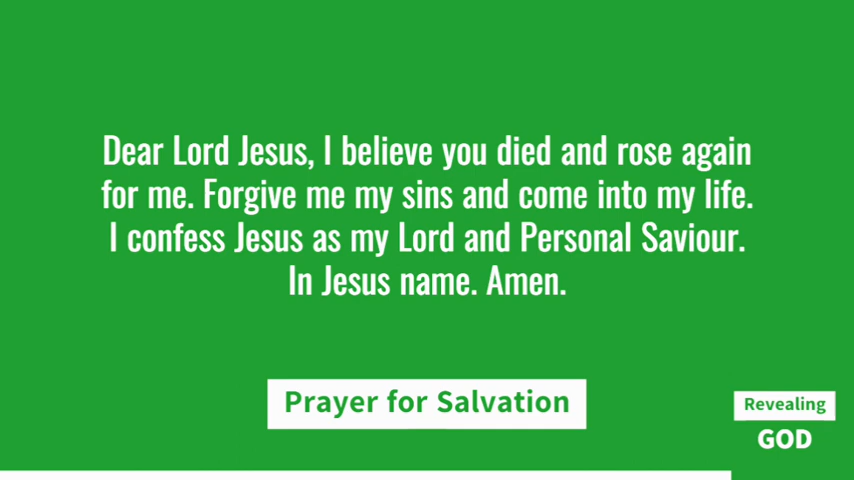 Dear Lord Jesus, I believe you died and rose again
for me. Forgive me my sins and come into my life.
I confess Jesus as my Lord and Personal Saviour.
In Jesus name. Amen.
Prayer for Salvation
Revealing
GOD